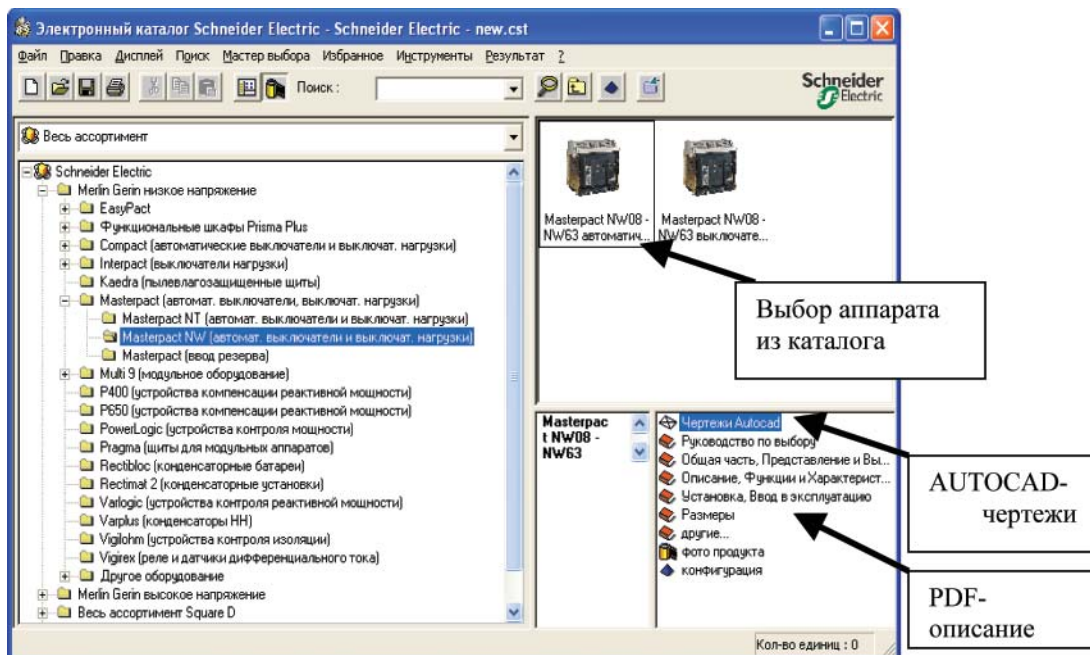 Электронный каталог Schneider Electric - Schneider Electric - new.cst
Файл Правка Дисплей Поиск Мастер выбора Избранное Инструменты Результат ?
Поиск :
Schneider
Electric
Весь ассортимент
Schneider Electric
Merlin Gerin низкое напряжение
EasyPact
Функциональные шкафы Prisma Plus
Compact (автоматические выключатели и выключат. нагрузки)
Interpact (выключатели нагрузки)
Kaedra (пылевлагозащищенные щиты)
Masterpact (автомат. выключатели, выключат. нагрузки)
Masterpact NT (автомат. выключатели и выключат. нагрузки)
Masterpact NW (автомат. выключатели и выключат. нагрузки)
Masterpact (ввод резерва)
Multi 9 (модульное оборудование)
P400 (устройства компенсации реактивной мощности)
P650 (устройства компенсации реактивной мощности)
PowerLogic (устройства контроля мощности)
Pragma (щиты для модульных аппаратов)
Rectibloc (конденсаторные батареи)
Rectimat 2 (конденсаторные установки)
Varlogic (устройства контроля реактивной мощности)
Varplus (конденсаторы НН)
Vigilohm (устройства контроля изоляции)
Vigirex (реле и датчики дифференциального тока)
Другое оборудование
Merlin Gerin высокое напряжение
Весь ассортимент Square D
Masterpact NW08 -
NW63 автоматич...
Masterpact NW08 -
NW63 выключате...
Выбор аппарата
из каталога
Masterpac
t NW08 -
NW63
Чертежи Autocad
Руководство по выбору
Общая часть, Представление и Вы...
Описание, Функции и Характерист...
Установка, Ввод в эксплуатацию
Размеры
другие...
фото продукта
конфигурация
AUTOCAD-
чертежи
PDF-
описание
Кол-во единиц : 0